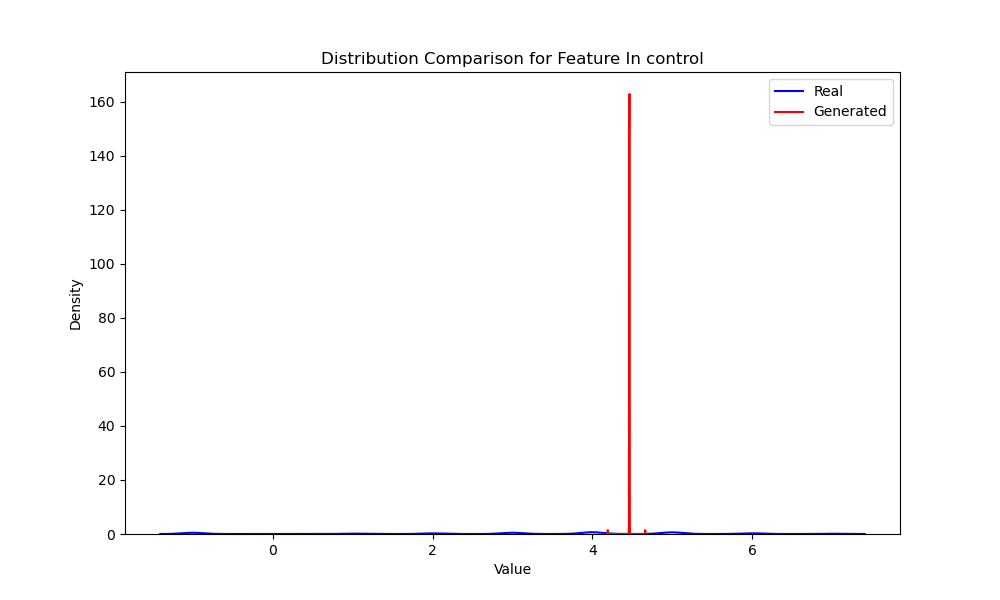 Distribution Comparison for Feature In control
Real
Generated
160
140
120
100
80
60
40
20
0
Density
0 2 4 6
Value